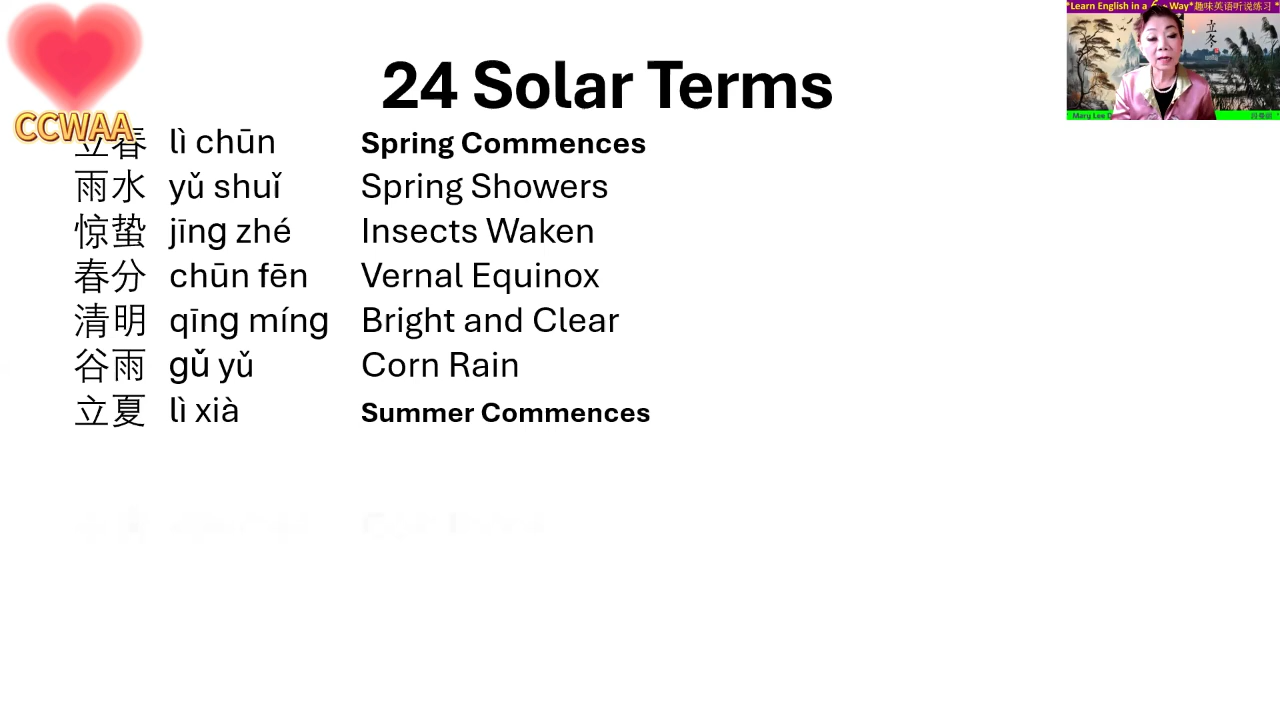 *Learn English in a Way*趣味英语听说练习 *
立冬
24 Solar Terms
CCWAA
立春 lì chūn Spring Commences
雨水 yǔ shuǐ Spring Showers
惊蛰 jīng zhé Insects Waken
春分 chūn fēn Vernal Equinox
清明 qīng míng Bright and Clear
谷雨 gǔ yǔ Corn Rain
立夏 lì xià Summer Commences
* Mary Lee